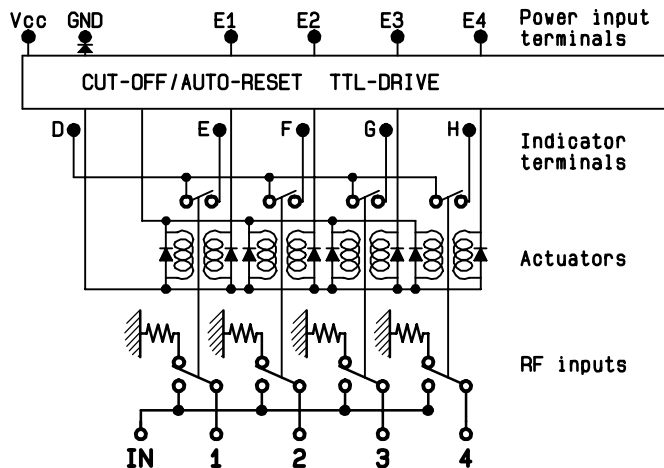 Vcc GND E1 E2 E3 E4 Power input
terminals
CUT-OFF/AUTO-RESET TTL-DRIVE
D E F G H Indicator
terminals
Actuators
RF inputs
IN 1 2 3 4